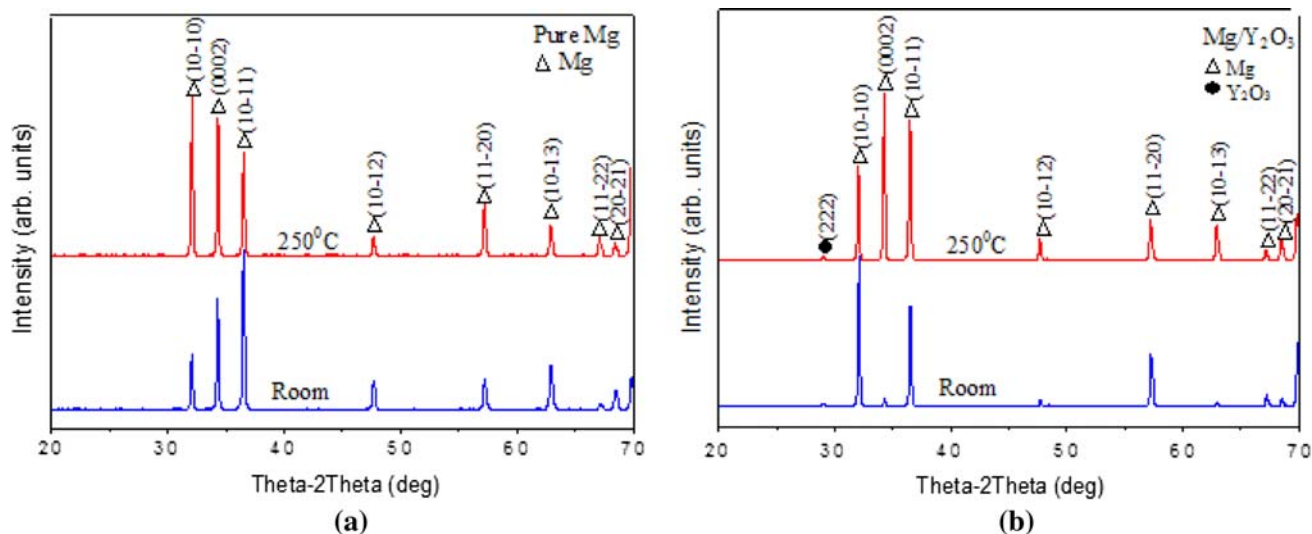 Pure Mg
△ Mg
(10-10)
(0002)
(10-11)
(10-12)
(11-20)
(10-13)
(11-22)
(20-21)
250⁰C
Room
Intensity (arb. units)
20 30 40 50 60 70
Theta-2Theta (deg)
(a)
Mg/Y₂O₃
△ Mg
● Y₂O₃
(222)
(10-10)
(0002)
(10-11)
(10-12)
(11-20)
(10-13)
(11-22)
(20-21)
250⁰C
Room
Intensity (arb. units)
20 30 40 50 60 70
Theta-2Theta (deg)
(b)